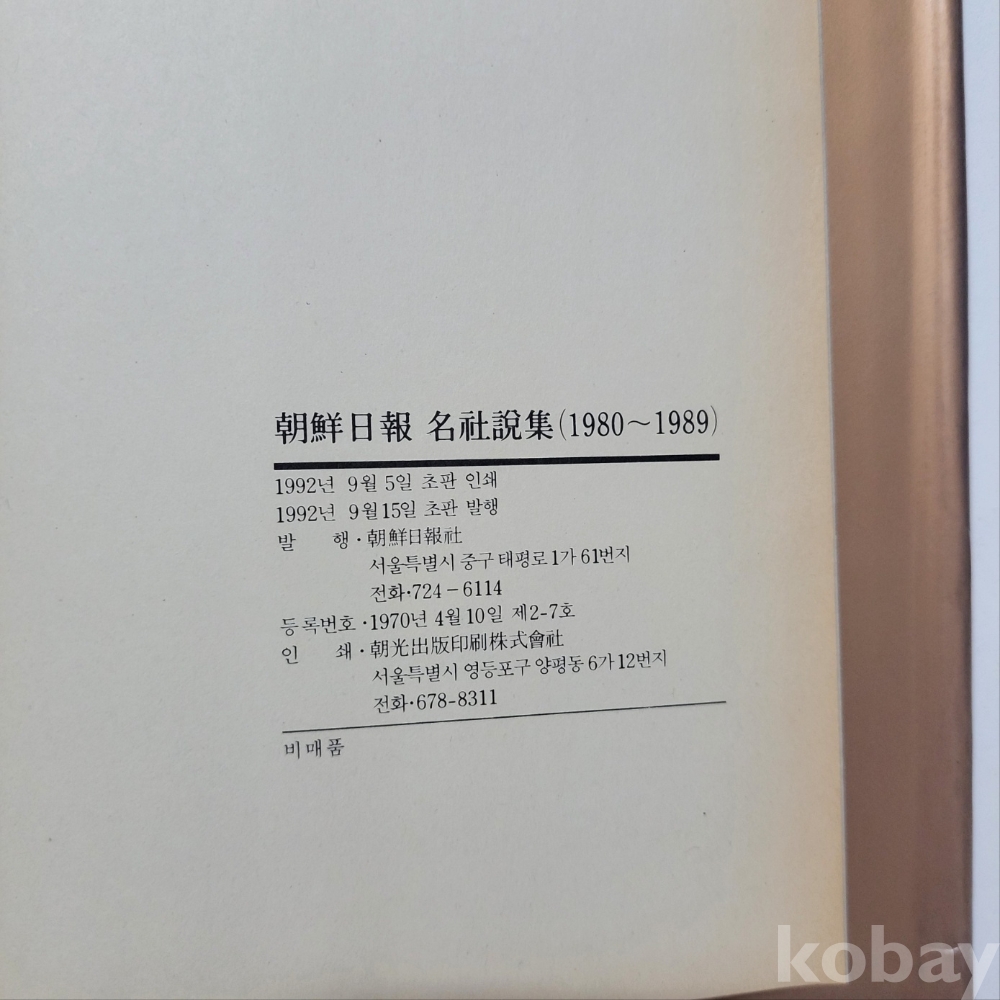 朝鮮日報 名社說集(1980～1989)
1992년 9월 5일 초판 인쇄
1992년 9월15일 초판 발행
발 행·朝鮮日報社
서울특별시 중구 태평로 1가 61번지
전화·724－6114
등록번호·1970년 4월 10일 제2-7호
인 쇄·朝光出版印刷株式會社
서울특별시 영등포구 양평동 6가 12번지
전화·678-8311
비매품
kobay